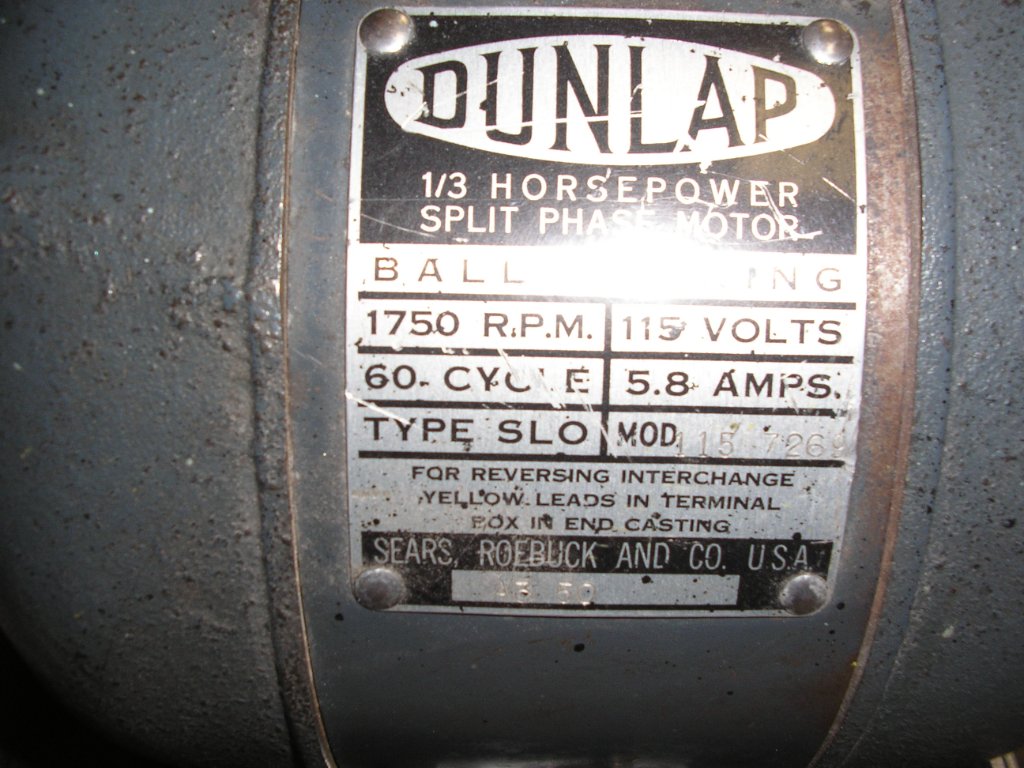 DUNLAP
1/3 HORSEPOWER
SPLIT PHASE MOTOR
BALL
1750 R.P.M. 115 VOLTS
60. CYCLE 5.8 AMPS.
TYPE SLO MOD 115 7269
FOR REVERSING INTERCHANGE
YELLOW LEADS IN TERMINAL
BOX IN END CASTING
SEARS, ROEBUCK AND CO. U.S.A.